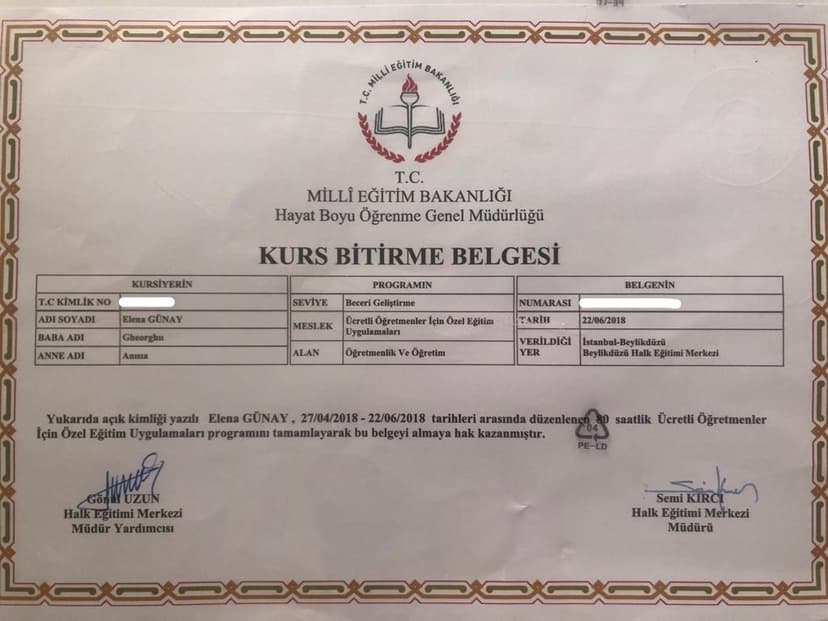 T.C. MİLLÎ EĞİTİM BAKANLIĞI
T.C.
MİLLÎ EĞİTİM BAKANLIĞI
Hayat Boyu Öğrenme Genel Müdürlüğü
KURS BİTİRME BELGESİ
KURSİYERİN
T.C KİMLİK NO
ADI SOYADI Elena GÜNAY
BABA ADI Gheorghu
ANNE ADI Anısıa
PROGRAMIN
SEVİYE Beceri Geliştirme
MESLEK Ücretli Öğretmenler İçin Özel Eğitim
Uygulamaları
ALAN Öğretmenlik Ve Öğretim
BELGENİN
NUMARASI
TARİH 22/06/2018
VERİLDİĞİ YER İstanbul-Beylikdüzü
Beylikdüzü Halk Eğitimi Merkezi
Yukarıda açık kimliği yazılı Elena GÜNAY , 27/04/2018 - 22/06/2018 tarihleri arasında düzenlenen 80 saatlik Ücretli Öğretmenler
İçin Özel Eğitim Uygulamaları programını tamamlayarak bu belgeyi almaya hak kazanmıştır.
04
PE-LD
Gönül UZUN
Halk Eğitimi Merkezi
Müdür Yardımcısı
Semi KIRCI
Halk Eğitimi Merkezi
Müdürü